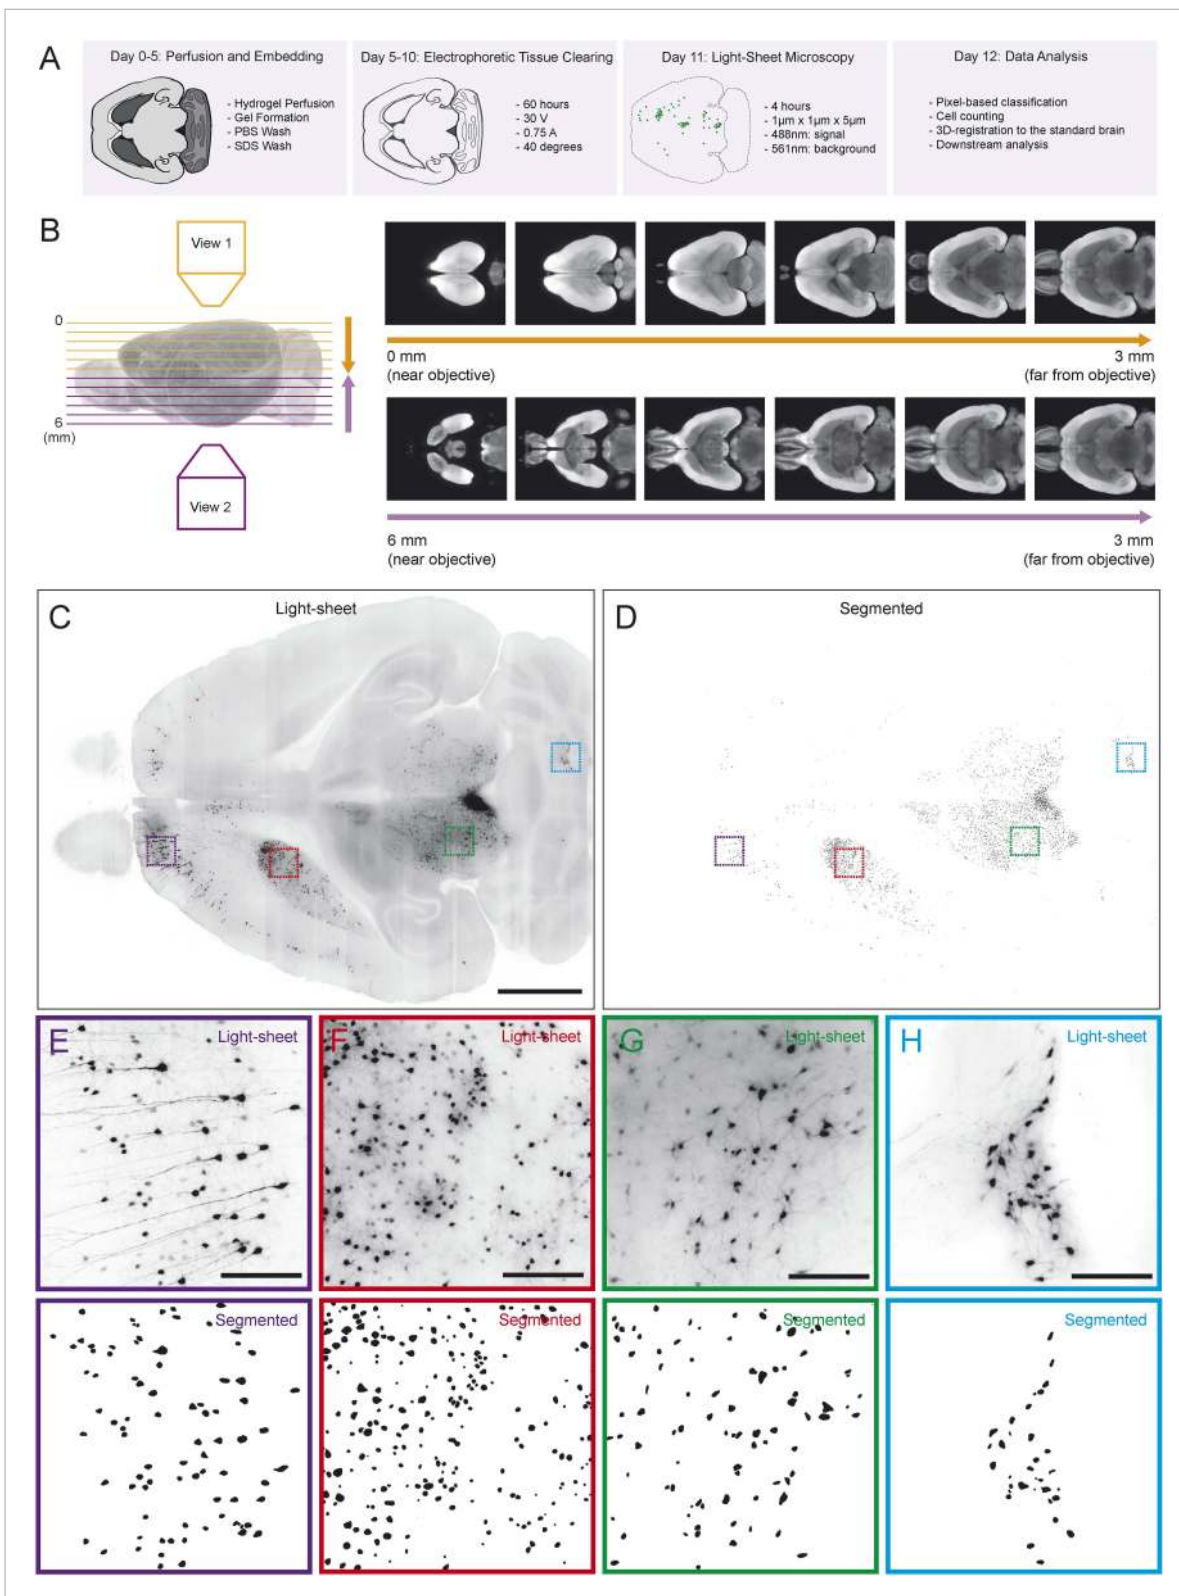 A
Day 0-5: Perfusion and Embedding
- Hydrogel Perfusion
- Gel Formation
- PBS Wash
- SDS Wash
Day 5-10: Electrophoretic Tissue Clearing
- 60 hours
- 30 V
- 0.75 A
- 40 degrees
Day 11: Light-Sheet Microscopy
- 4 hours
- 1µm x 1µm x 5µm
- 488nm: signal
- 561nm: background
Day 12: Data Analysis
- Pixel-based classification
- Cell counting
- 3D-registration to the standard brain
- Downstream analysis
B
View 1
0
6
(mm)
View 2
0 mm
(near objective)
3 mm
(far from objective)
6 mm
(near objective)
3 mm
(far from objective)
C
Light-sheet
D
Segmented
E
Light-sheet
F
Light-sheet
G
Light-sheet
H
Light-sheet
Segmented
Segmented
Segmented
Segmented